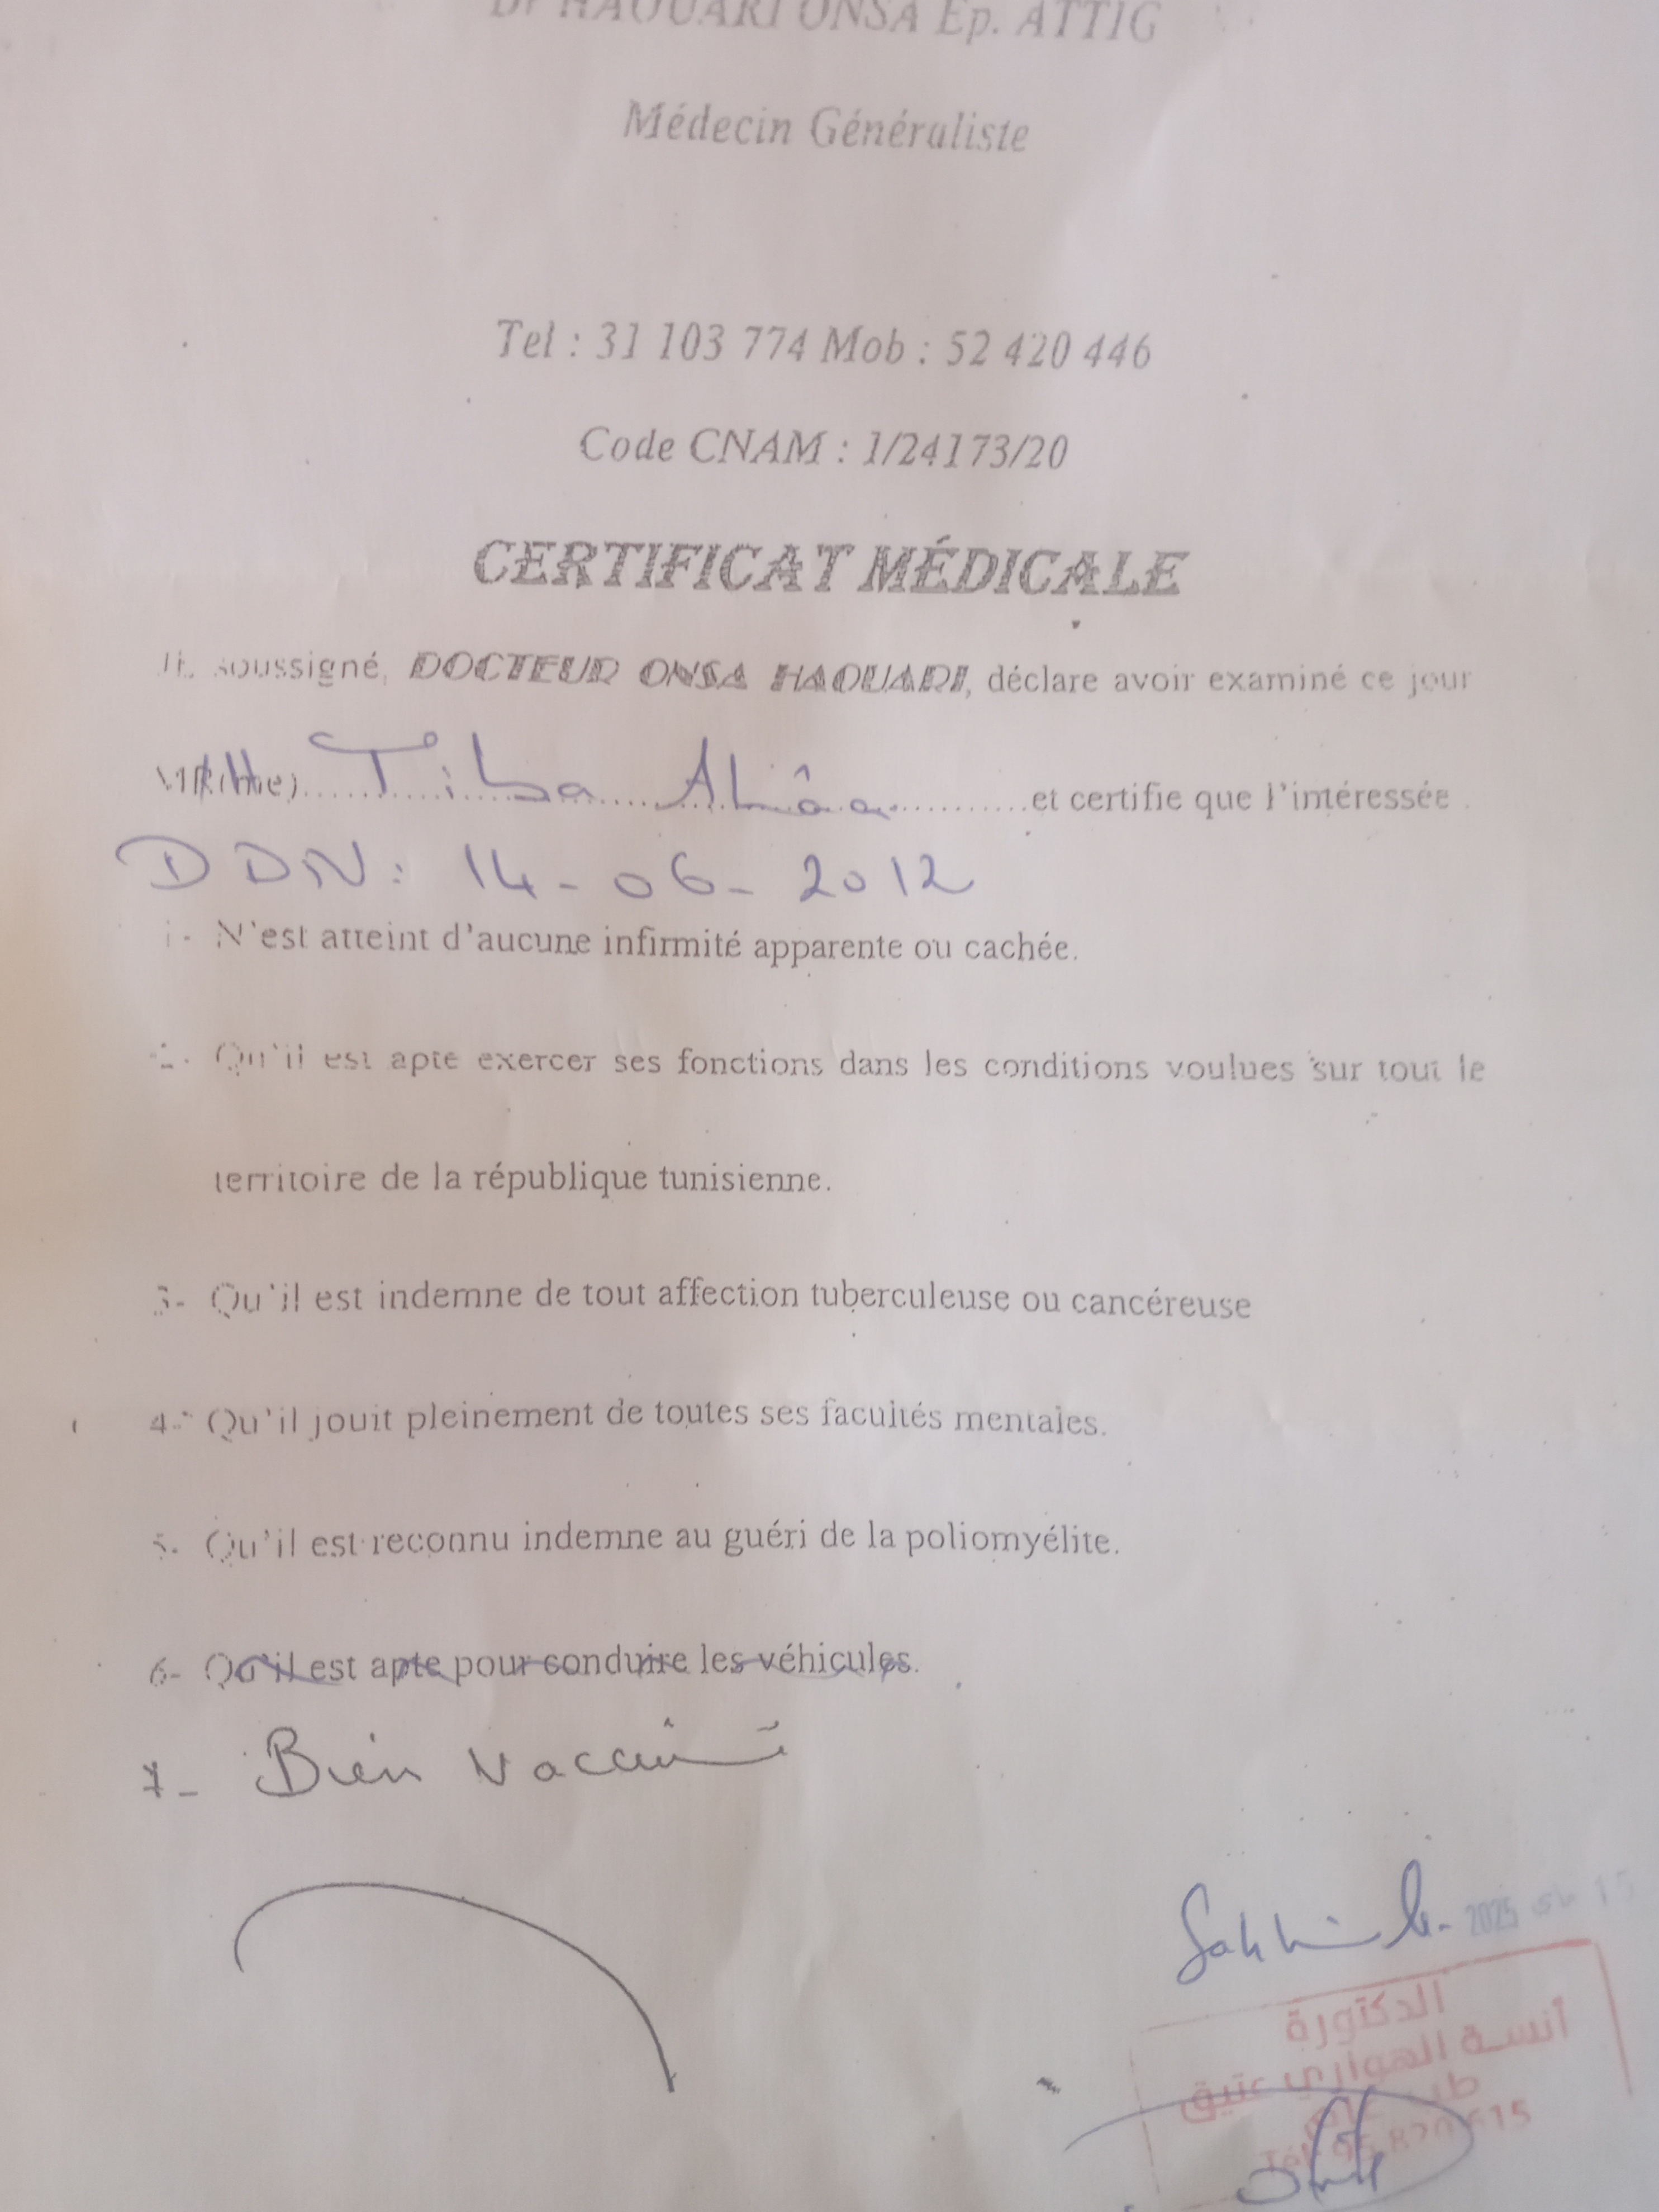 Dr HAOUARI ONSA Ep. ATTIG
Médecin Généraliste
Tel : 31 103 774 Mob : 52 420 446
Code CNAM : 1/24173/20
CERTIFICAT MÉDICALE
Je soussigné, DOCTEUR ONSA HAOUARI, déclare avoir examiné ce jour
Tiba Alâa et certifie que l'intéressée
DDN: 14-06-2012
1- N'est atteint d'aucune infirmité apparente ou cachée.
2- Qu'il est apte exercer ses fonctions dans les conditions voulues sur tout le
territoire de la république tunisienne.
3- Qu'il est indemne de tout affection tuberculeuse ou cancéreuse
4- Qu'il jouit pleinement de toutes ses facultés mentales.
5- Qu'il est reconnu indemne au guéri de la poliomyélite.
6- Qu'il est apte pour conduire les véhicules.
7- Bien Vacciné
2025 15
الدكتورة
أنسة الهواري عتيق